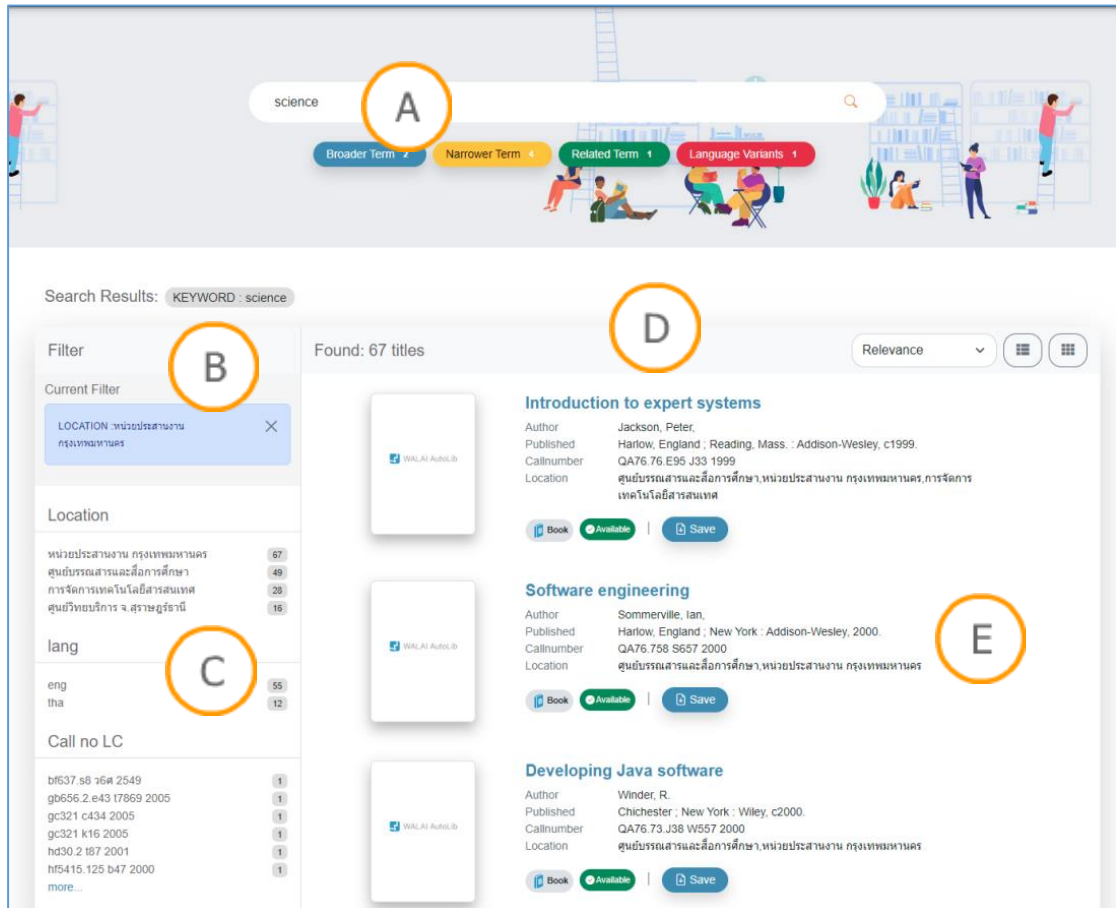 science
A
Broader Term 2 Narrower Term 4 Related Term 1 Language Variants 1
Search Results: KEYWORD : science
Filter
B
Current Filter
LOCATION :หน่วยประสานงาน
กรุงเทพมหานคร
Location
หน่วยประสานงาน กรุงเทพมหานคร 67
ศูนย์บรรณสารและสื่อการศึกษา 49
การจัดการเทคโนโลยีสารสนเทศ 28
ศูนย์วิทยบริการ จ.สุราษฎร์ธานี 16
lang
C
eng 55
tha 12
Call no LC
bf637.s8 ว6ศ 2549 1
gb656.2.e43 t7869 2005 1
gc321 c434 2005 1
gc321 k16 2005 1
hd30.2 t87 2001 1
hf5415.125 b47 2000 1
more...
Found: 67 titles
D
Relevance
WALAI AutoLib
Introduction to expert systems
Author Jackson, Peter,
Published Harlow, England ; Reading, Mass. : Addison-Wesley, c1999.
Callnumber QA76.76.E95 J33 1999
Location ศูนย์บรรณสารและสื่อการศึกษา,หน่วยประสานงาน กรุงเทพมหานคร,การจัดการ
เทคโนโลยีสารสนเทศ
Book Available | Save
WALAI AutoLib
Software engineering
Author Sommerville, Ian,
Published Harlow, England ; New York : Addison-Wesley, 2000.
Callnumber QA76.758 S657 2000
Location ศูนย์บรรณสารและสื่อการศึกษา,หน่วยประสานงาน กรุงเทพมหานคร
E
Book Available | Save
WALAI AutoLib
Developing Java software
Author Winder, R.
Published Chichester ; New York : Wiley, c2000.
Callnumber QA76.73.J38 W557 2000
Location ศูนย์บรรณสารและสื่อการศึกษา,หน่วยประสานงาน กรุงเทพมหานคร
Book Available | Save